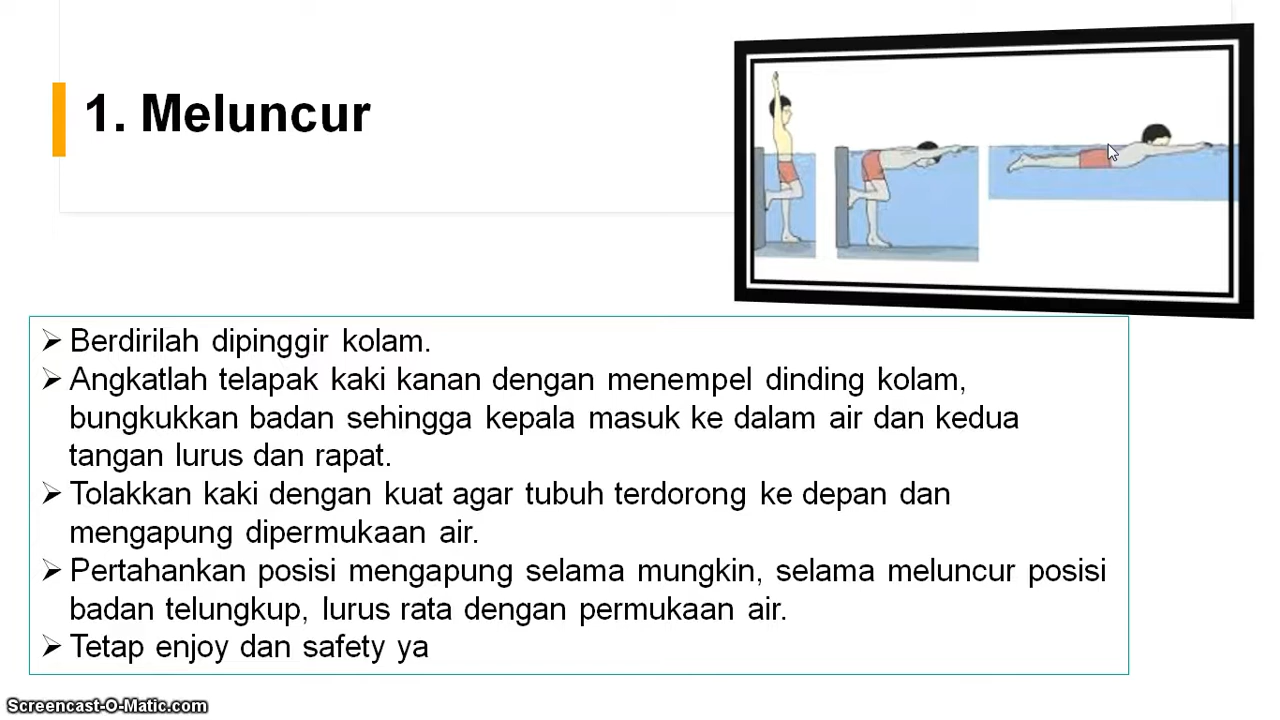 1. Meluncur
➢ Berdirilah dipinggir kolam.
➢ Angkatlah telapak kaki kanan dengan menempel dinding kolam,
bungkukkan badan sehingga kepala masuk ke dalam air dan kedua
tangan lurus dan rapat.
➢ Tolakkan kaki dengan kuat agar tubuh terdorong ke depan dan
mengapung dipermukaan air.
➢ Pertahankan posisi mengapung selama mungkin, selama meluncur posisi
badan telungkup, lurus rata dengan permukaan air.
➢ Tetap enjoy dan safety ya
Screencast-O-Matic.com